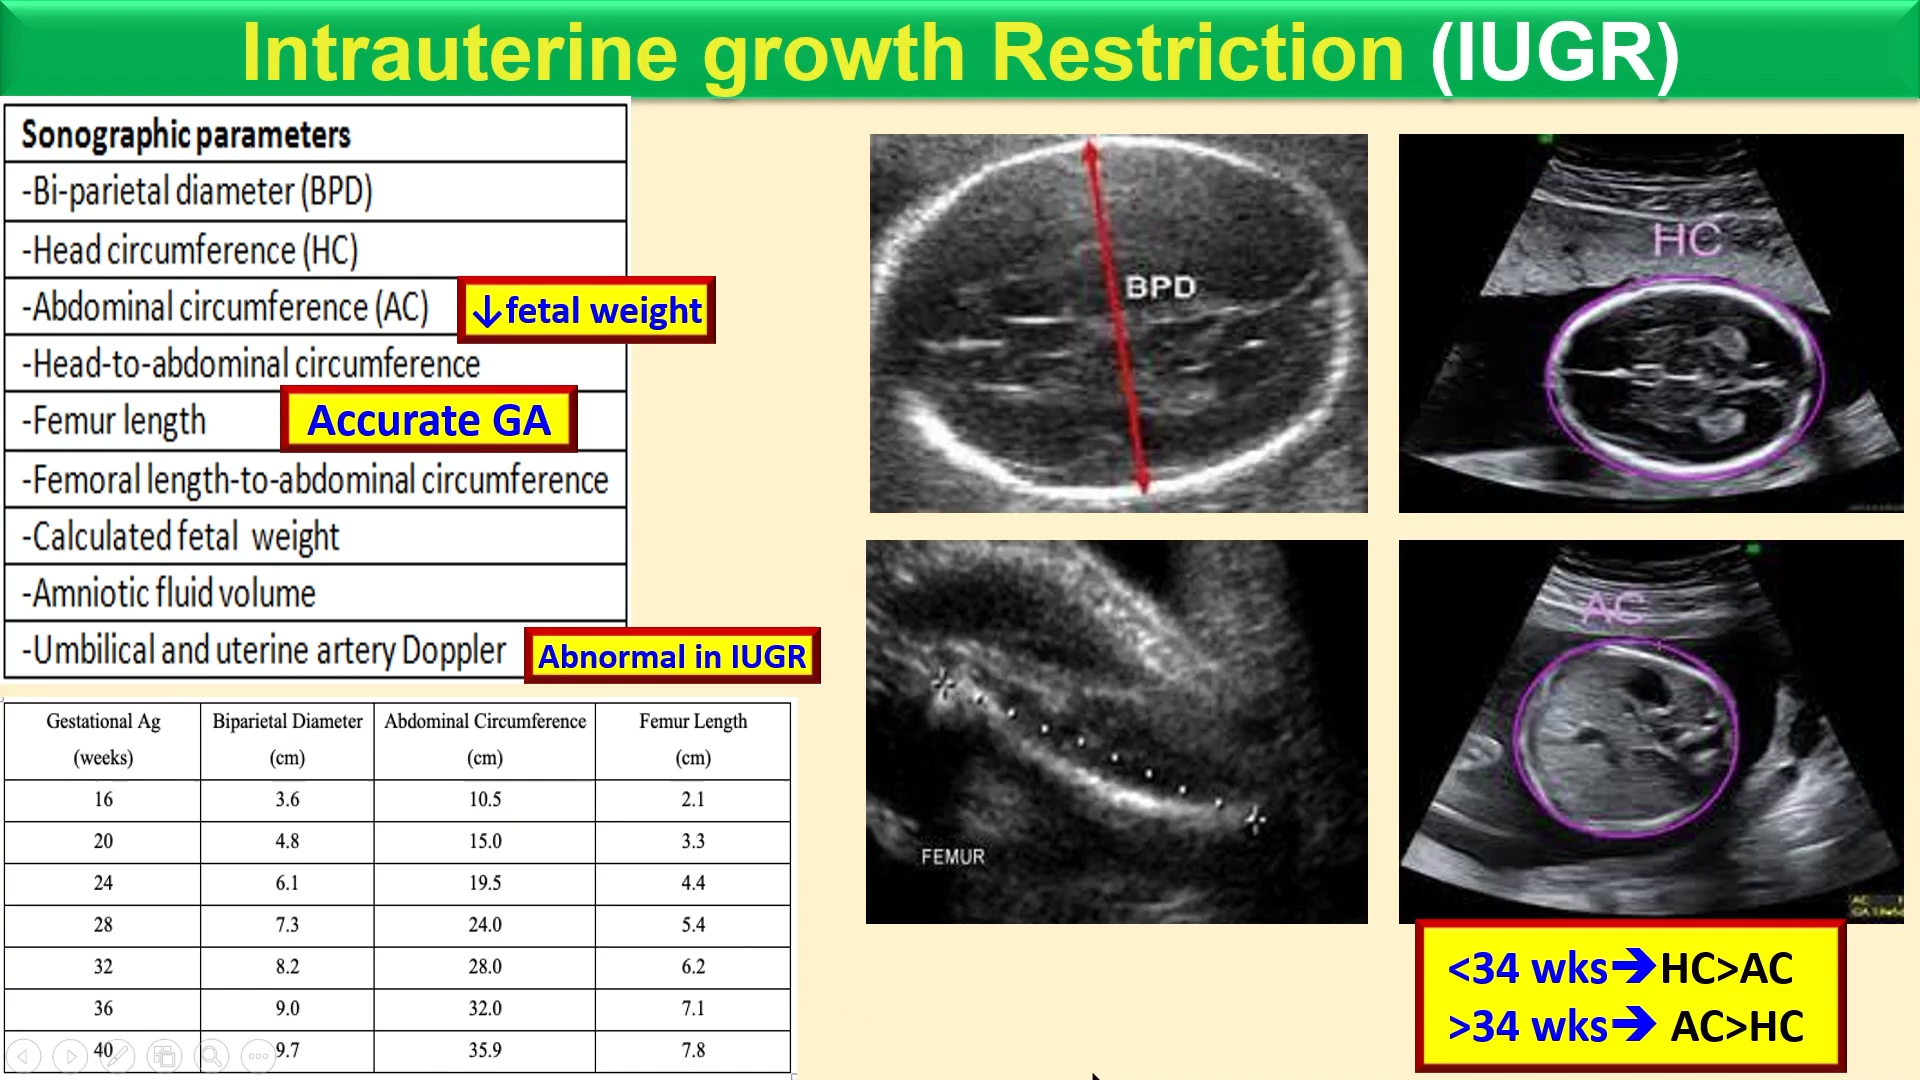 Intrauterine growth Restriction (IUGR)
Sonographic parameters
-Bi-parietal diameter (BPD)
-Head circumference (HC)
-Abdominal circumference (AC)
↓fetal weight
-Head-to-abdominal circumference
-Femur length
Accurate GA
-Femoral length-to-abdominal circumference
-Calculated fetal weight
-Amniotic fluid volume
-Umbilical and uterine artery Doppler
Abnormal in IUGR
Gestational Ag Biparietal Diameter Abdominal Circumference Femur Length
(weeks) (cm) (cm) (cm)
16 3.6 10.5 2.1
20 4.8 15.0 3.3
24 6.1 19.5 4.4
28 7.3 24.0 5.4
32 8.2 28.0 6.2
36 9.0 32.0 7.1
40 9.7 35.9 7.8
BPD
HC
FEMUR
AC
<34 wks➔HC>AC
>34 wks➔ AC>HC